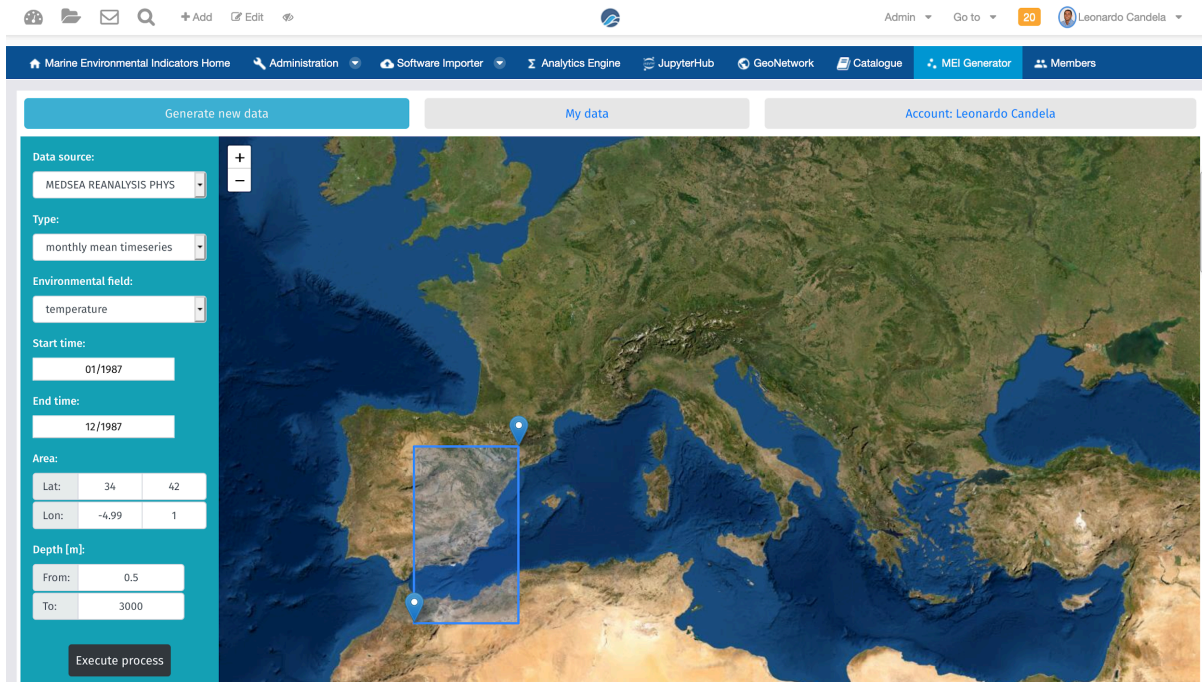 + Add Edit Admin Go to 20 Leonardo Candela
Marine Environmental Indicators Home Administration Software Importer Σ Analytics Engine JupyterHub GeoNetwork Catalogue MEI Generator Members
Generate new data My data Account: Leonardo Candela
Data source:
MEDSEA REANALYSIS PHYS
Type:
monthly mean timeseries
Environmental field:
temperature
Start time:
01/1987
End time:
12/1987
Area:
Lat: 34 42
Lon: -4.99 1
Depth [m]:
From: 0.5
To: 3000
Execute process
+
−